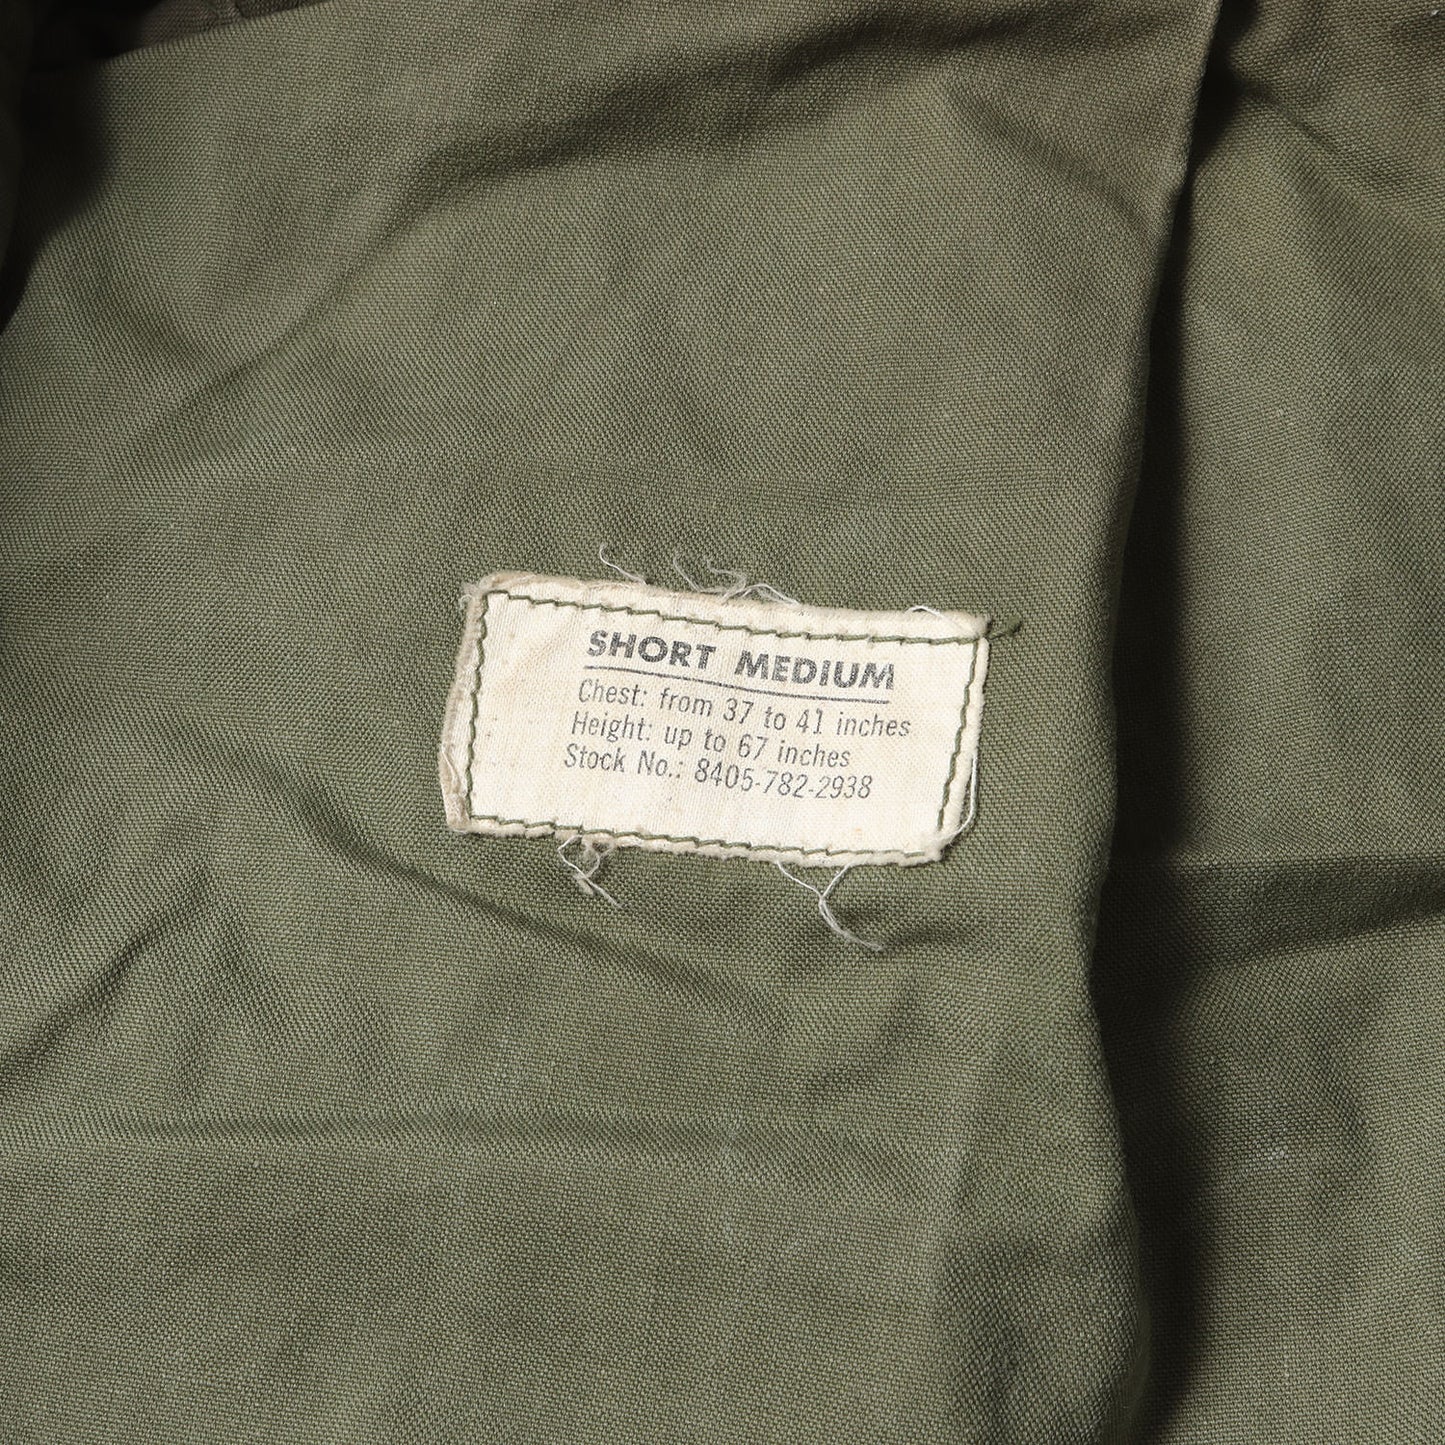 SHORT MEDIUM
Chest: from 37 to 41 inches
Height: up to 67 inches
Stock No.: 8405-782-2938